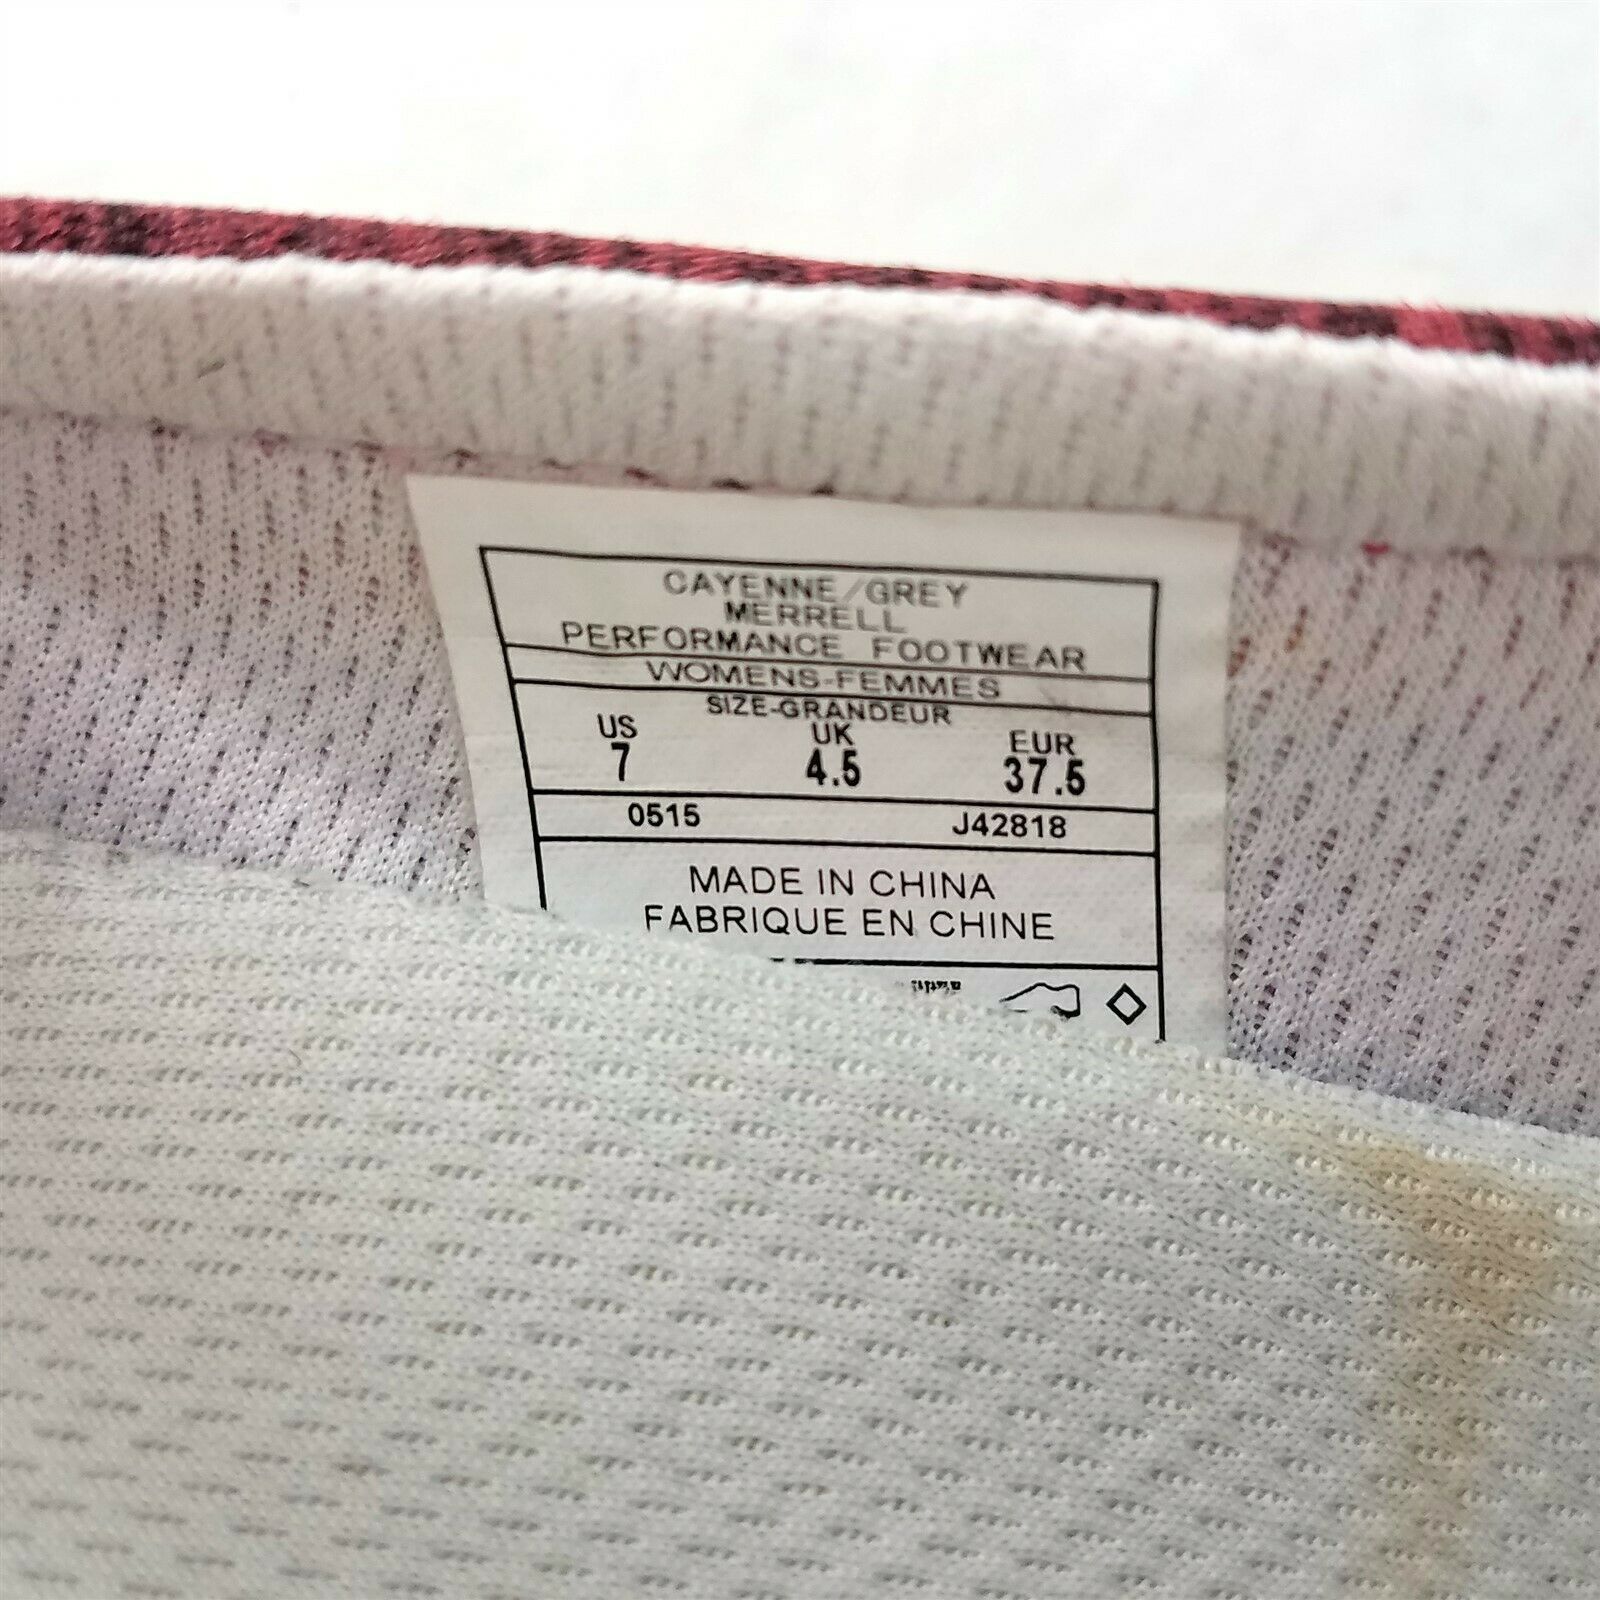 CAYENNE/GREY
MERRELL
PERFORMANCE FOOTWEAR
WOMENS-FEMMES
SIZE-GRANDEUR
US UK EUR
7 4.5 37.5
0515 J42818
MADE IN CHINA
FABRIQUE EN CHINE